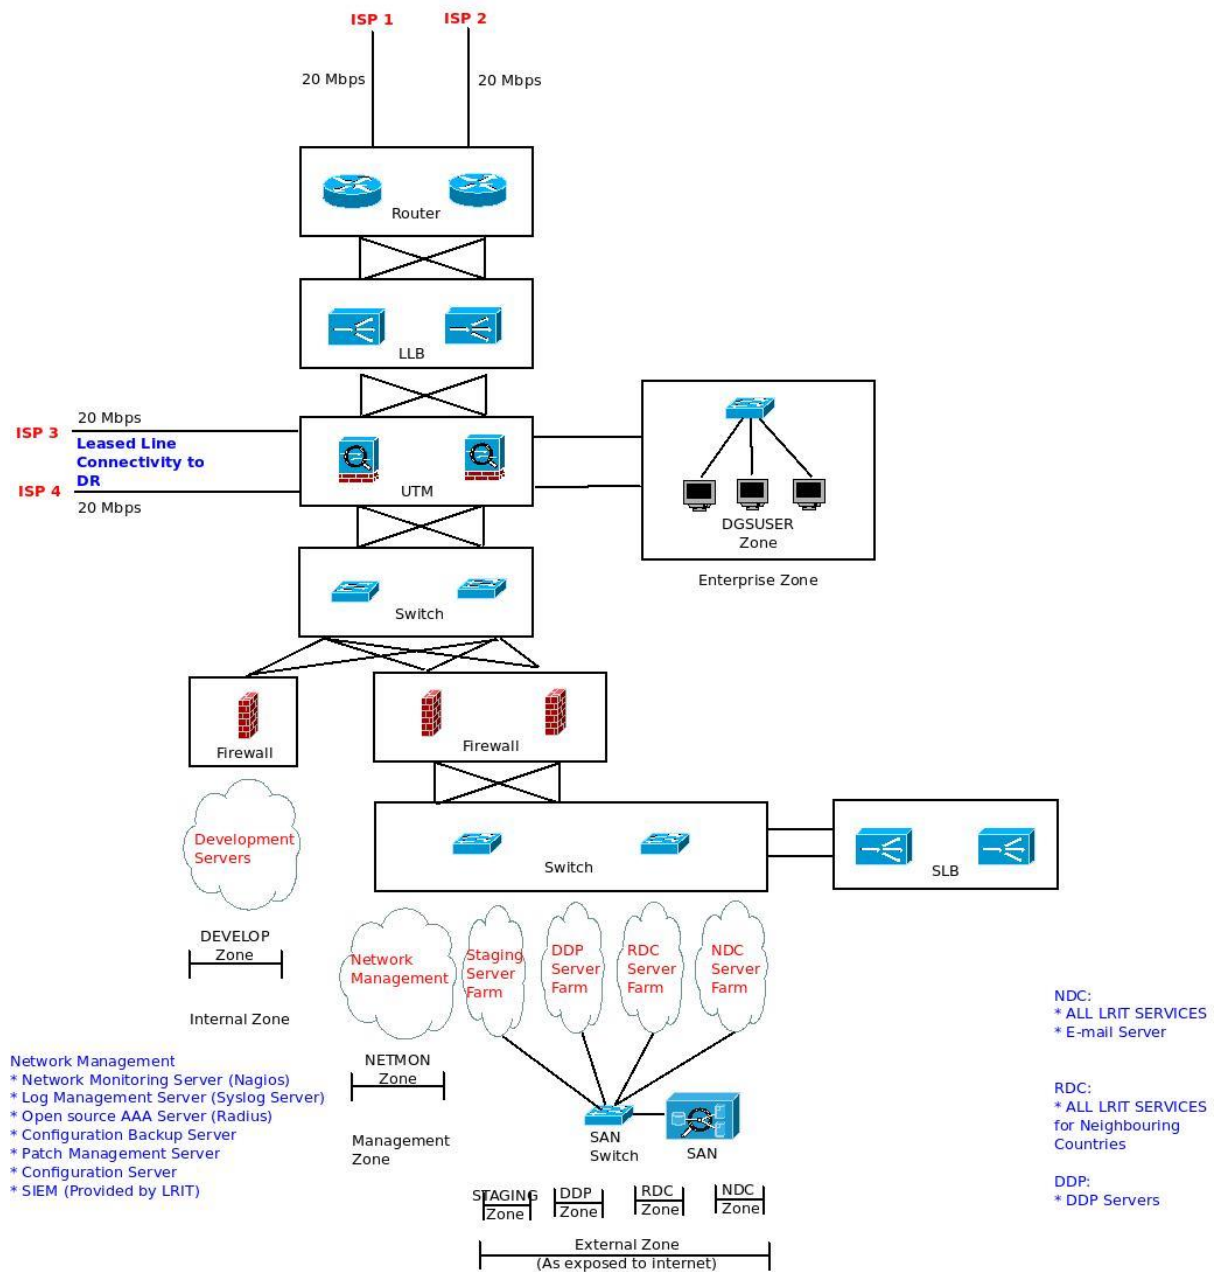 ISP 1
ISP 2
20 Mbps
20 Mbps
Router
LLB
20 Mbps
ISP 3
Leased Line
Connectivity to
DR
ISP 4
20 Mbps
UTM
DGSUSER
Zone
Enterprise Zone
Switch
Firewall
Firewall
Development
Servers
Switch
SLB
DEVELOP
Zone
Internal Zone
Network
Management
Staging
Server
Farm
DDP
Server
Farm
RDC
Server
Farm
NDC
Server
Farm
NETMON
Zone
Management
Zone
SAN
Switch
SAN
STAGING
Zone
DDP
Zone
RDC
Zone
NDC
Zone
External Zone
(As exposed to internet)
Network Management
* Network Monitoring Server (Nagios)
* Log Management Server (Syslog Server)
* Open source AAA Server (Radius)
* Configuration Backup Server
* Patch Management Server
* Configuration Server
* SIEM (Provided by LRIT)
NDC:
* ALL LRIT SERVICES
* E-mail Server
RDC:
* ALL LRIT SERVICES
for Neighbouring
Countries
DDP:
* DDP Servers